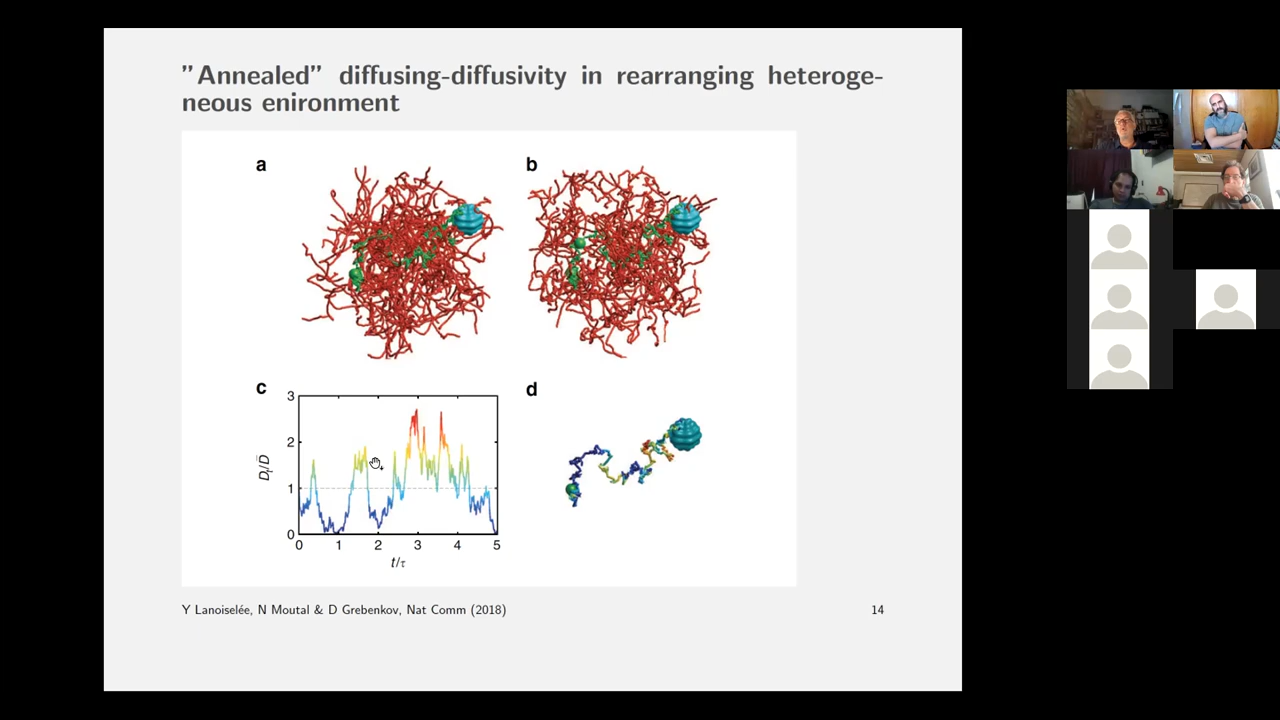 "Annealed" diffusing-diffusivity in rearranging heteroge-
neous enironment
a
b
c
d
3
2
1
0
Dt/D̄
0 1 2 3 4 5
t/τ
Y Lanoiselée, N Moutal & D Grebenkov, Nat Comm (2018)
14